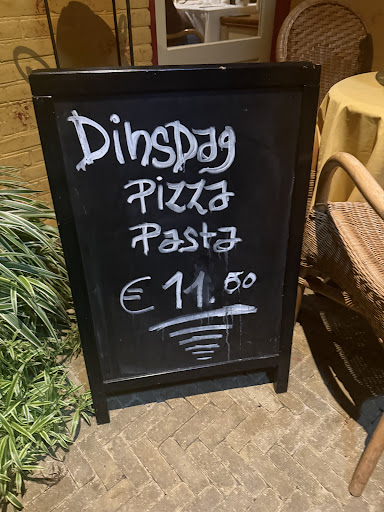 Dinsdag
Pizza
Pasta
€ 11.50